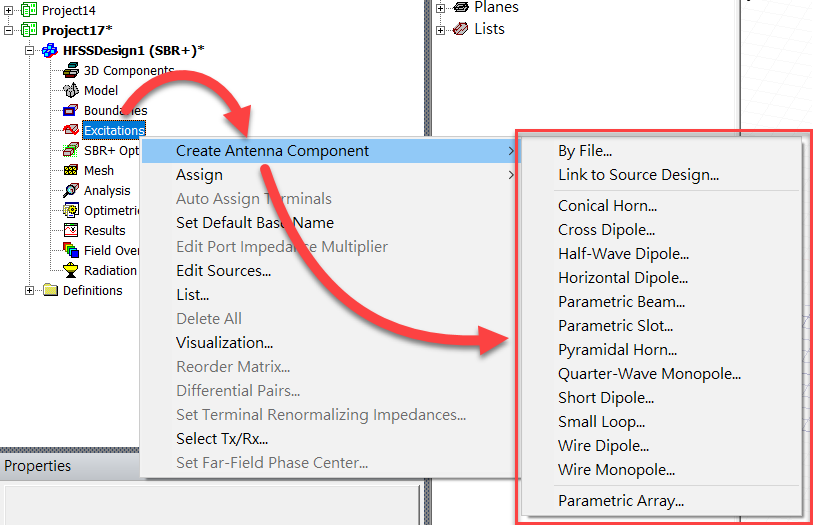 Project14
Project17*
HFSSDesign1 (SBR+)*
3D Components
Model
Boundaries
Excitations
SBR+ Opt
Mesh
Analysis
Optimetri
Results
Field Over
Radiation
Definitions
Properties
Planes
Lists
Create Antenna Component
Assign
Auto Assign Terminals
Set Default Base Name
Edit Port Impedance Multiplier
Edit Sources...
List...
Delete All
Visualization...
Reorder Matrix...
Differential Pairs...
Set Terminal Renormalizing Impedances...
Select Tx/Rx...
Set Far-Field Phase Center...
By File...
Link to Source Design...
Conical Horn...
Cross Dipole...
Half-Wave Dipole...
Horizontal Dipole...
Parametric Beam...
Parametric Slot...
Pyramidal Horn...
Quarter-Wave Monopole...
Short Dipole...
Small Loop...
Wire Dipole...
Wire Monopole...
Parametric Array...